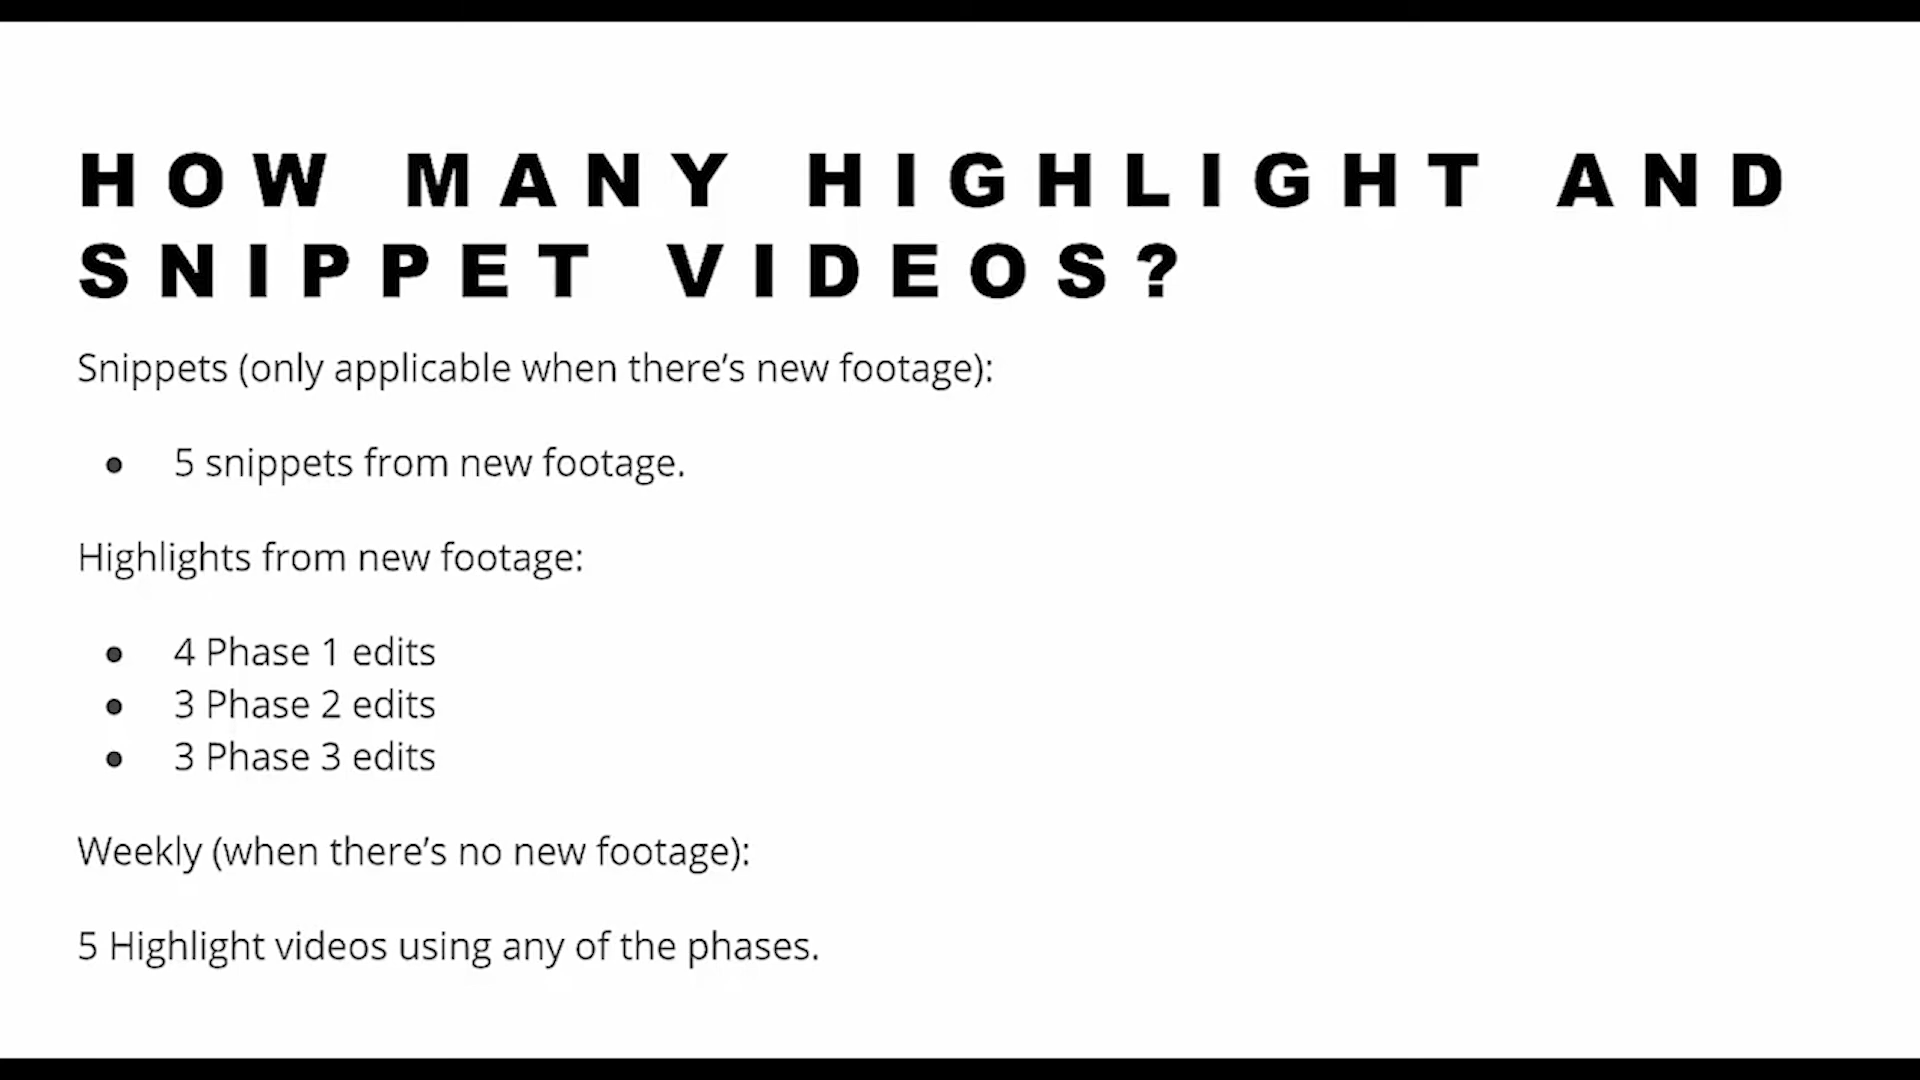 HOW MANY HIGHLIGHT AND
SNIPPET VIDEOS?
Snippets (only applicable when there's new footage):
● 5 snippets from new footage.
Highlights from new footage:
● 4 Phase 1 edits
● 3 Phase 2 edits
● 3 Phase 3 edits
Weekly (when there's no new footage):
5 Highlight videos using any of the phases.